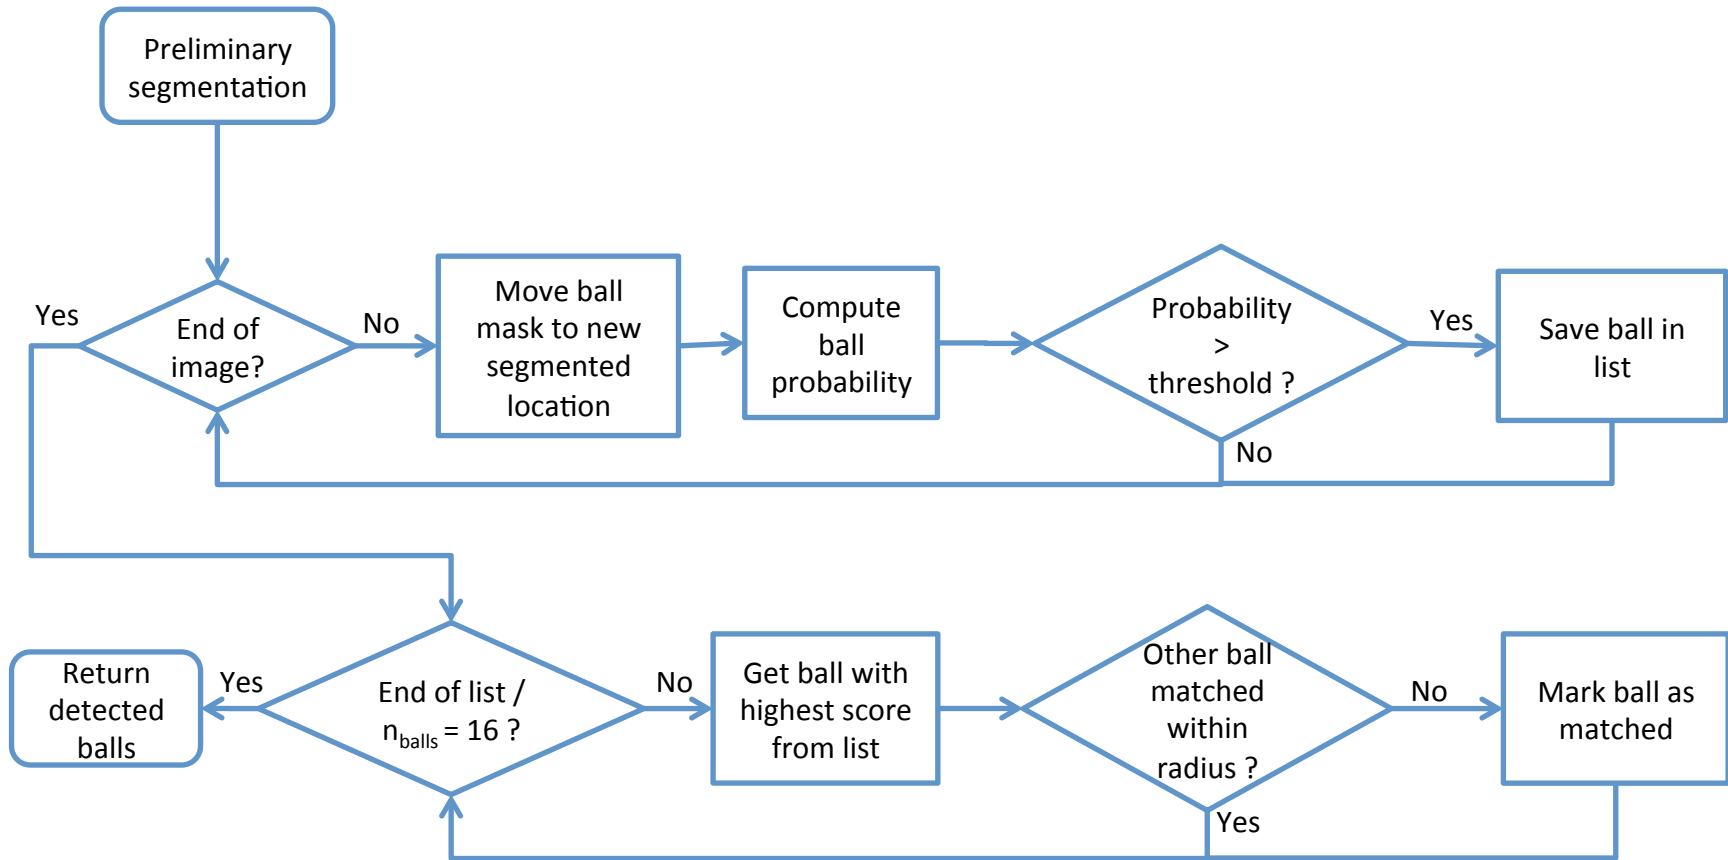 Preliminary
segmentation
Yes
End of
image?
No
Move ball
mask to new
segmented
location
Compute
ball
probability
Probability
>
threshold ?
Yes
No
Save ball in
list
Return
detected
balls
Yes
End of list /
n_balls = 16 ?
No
Get ball with
highest score
from list
Other ball
matched
within
radius ?
No
Yes
Mark ball as
matched